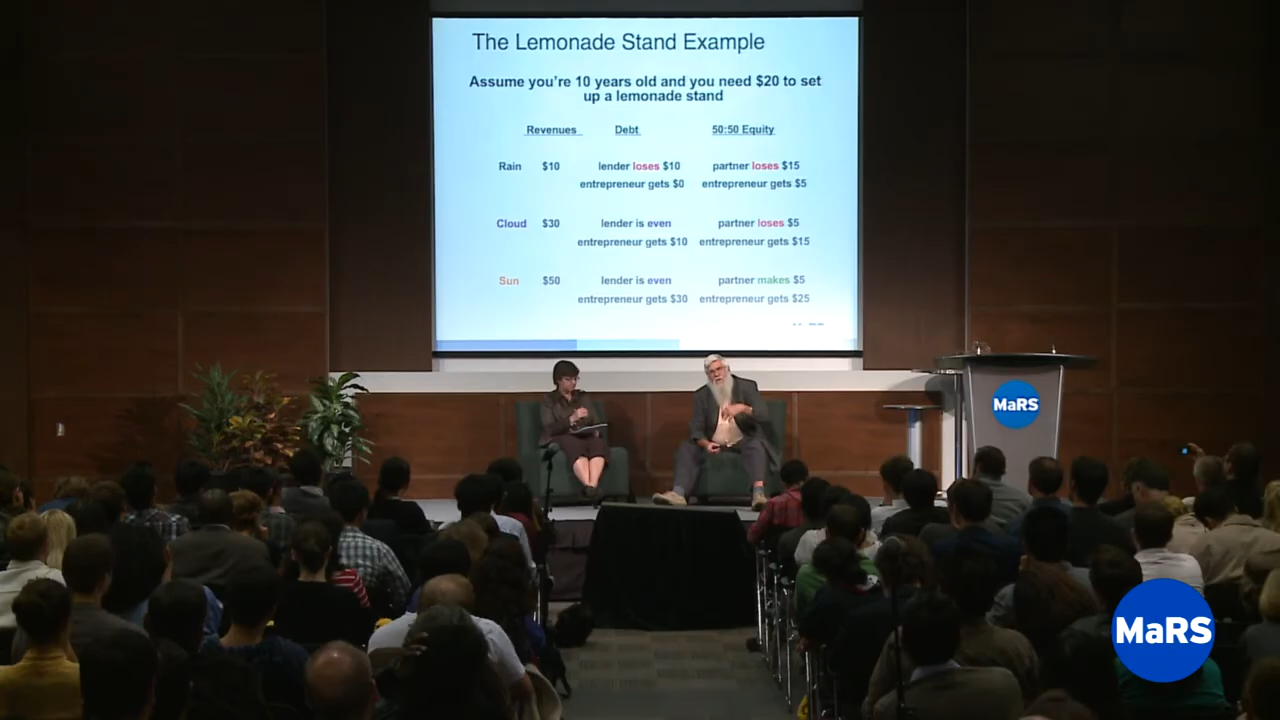 The Lemonade Stand Example
Assume you're 10 years old and you need $20 to set
up a lemonade stand
Revenues Debt 50:50 Equity
Rain $10 lender loses $10 partner loses $15
entrepreneur gets $0 entrepreneur gets $5
Cloud $30 lender is even partner loses $5
entrepreneur gets $10 entrepreneur gets $15
Sun $50 lender is even partner makes $5
entrepreneur gets $30 entrepreneur gets $25
MaRS
MaRS